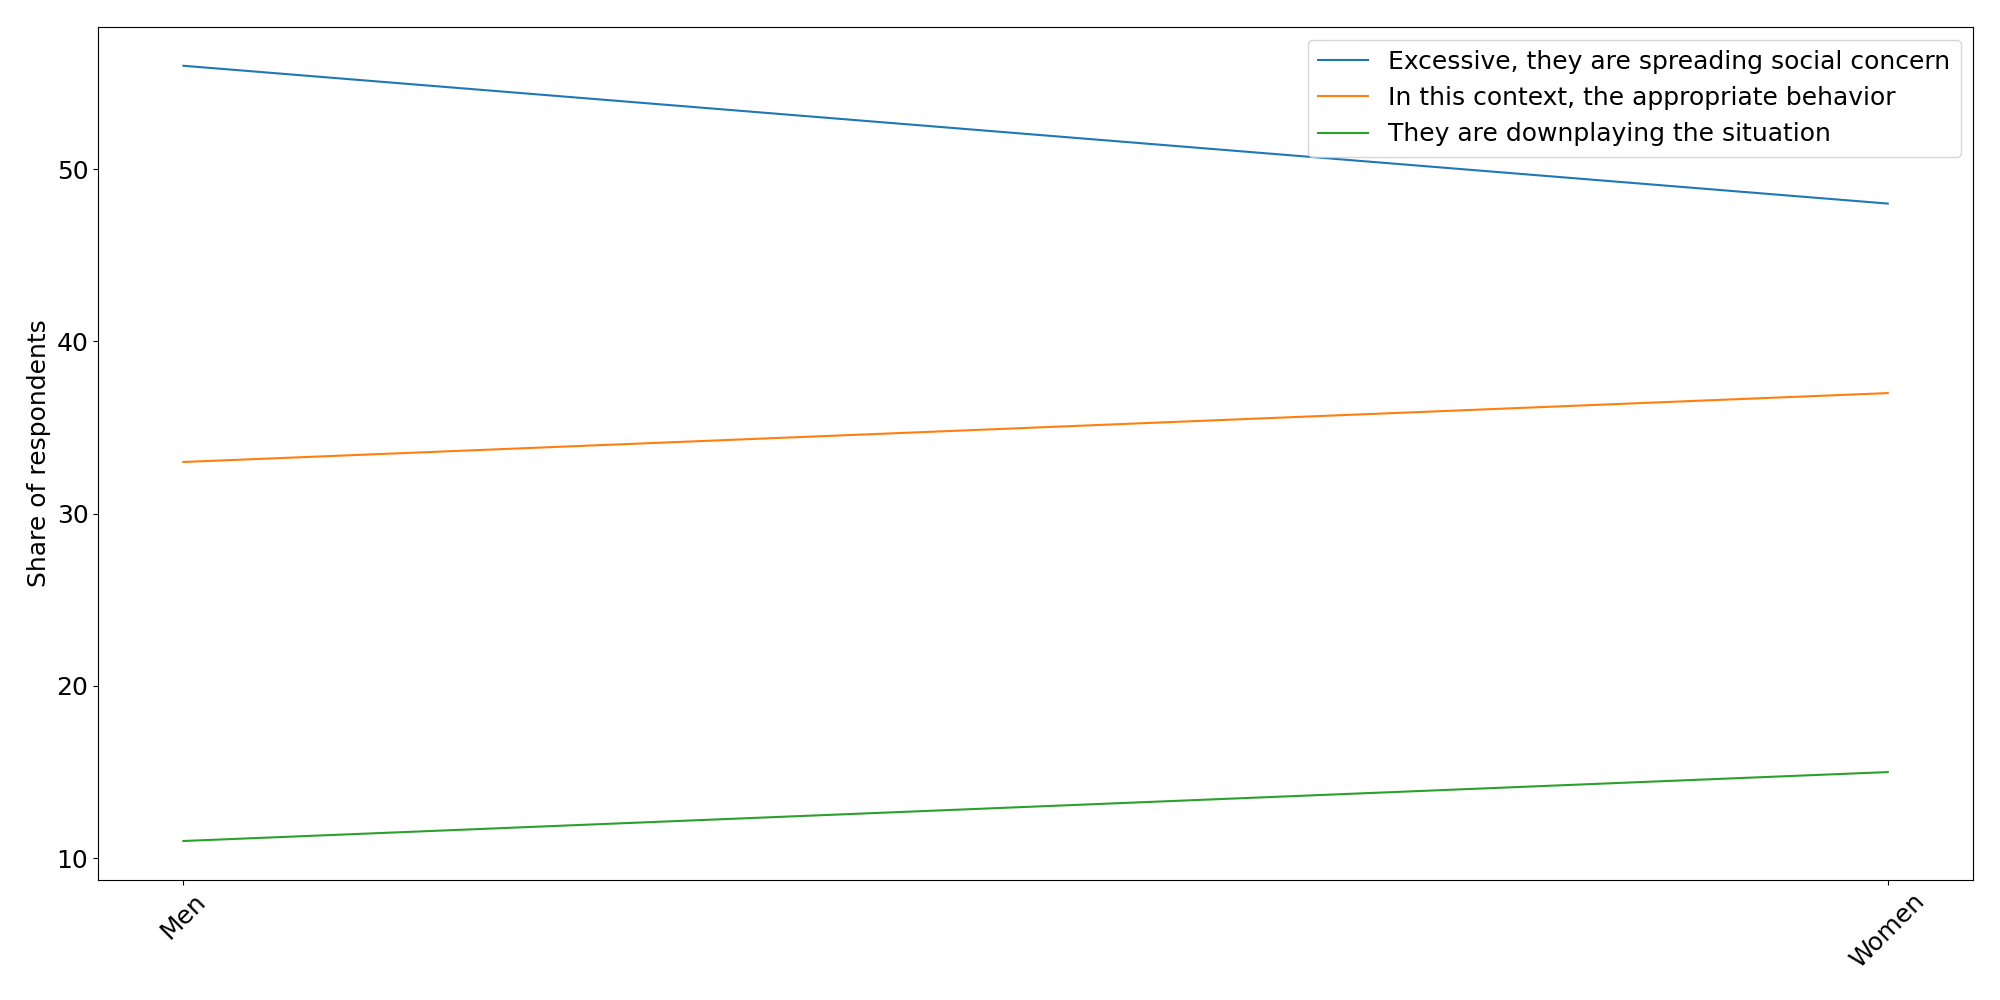 Excessive, they are spreading social concern
In this context, the appropriate behavior
They are downplaying the situation
Share of respondents
50
40
30
20
10
Men
Women